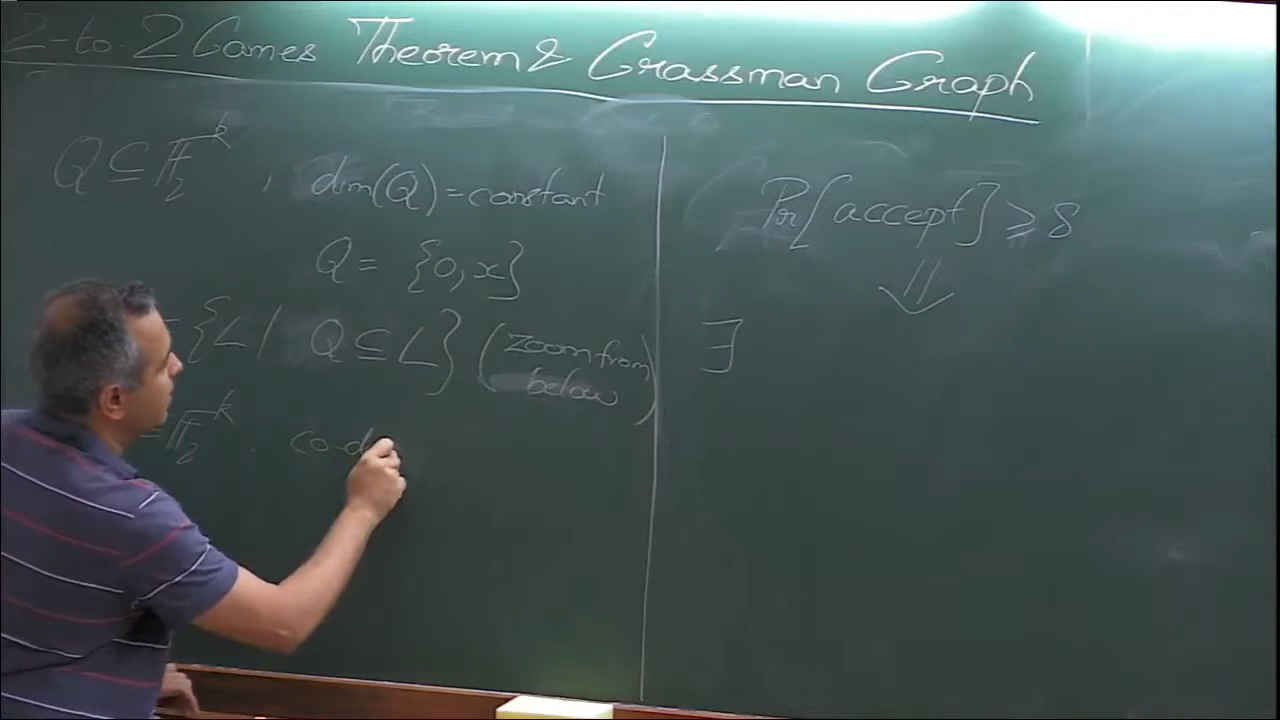 2-to-2 Games Theorem & Grassman Graph
Q ⊆ F₂ᵏ , dim(Q) = constant
Q = {0, x}
= {L | Q ⊆ L} (zoom from below)
= F₂ᵏ . co-d
Pr[accept] ≥ δ
⇓
∃